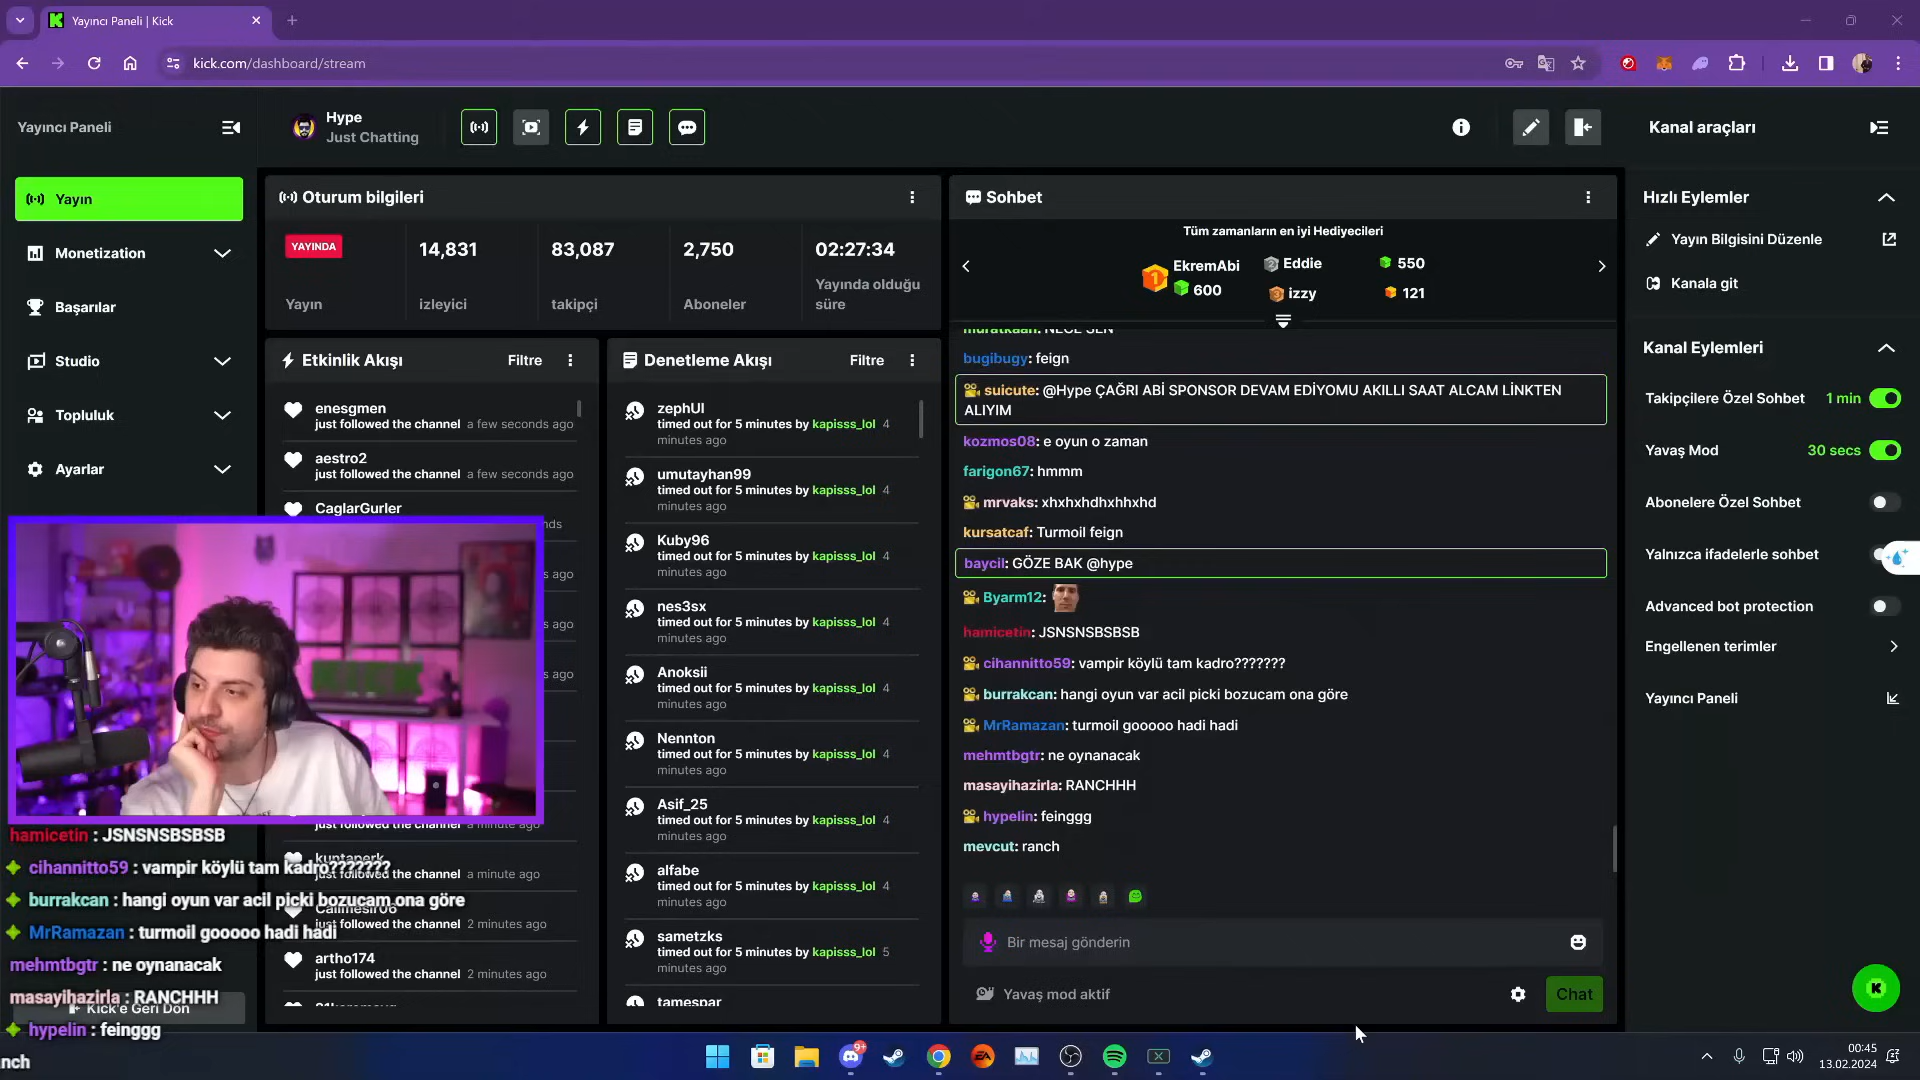 Yayıncı Paneli | Kick
kick.com/dashboard/stream
Yayıncı Paneli
Hype
Just Chatting
Kanal araçları
Yayın
Monetization
Başarılar
Studio
Topluluk
Ayarlar
Oturum bilgileri
YAYINDA
Yayın
14,831
izleyici
83,087
takipçi
2,750
Aboneler
02:27:34
Yayında olduğu
süre
Etkinlik Akışı
Filtre
enesgmen
just followed the channel a few seconds ago
aestro2
just followed the channel a few seconds ago
CaglarGurler
a minute ago
kuntaperk
just followed the channel a minute ago
just followed the channel 2 minutes ago
artho174
just followed the channel 2 minutes ago
Denetleme Akışı
Filtre
zephUI
timed out for 5 minutes by kapisss_lol 4
minutes ago
umutayhan99
timed out for 5 minutes by kapisss_lol 4
minutes ago
Kuby96
timed out for 5 minutes by kapisss_lol 4
minutes ago
nes3sx
timed out for 5 minutes by kapisss_lol 4
minutes ago
Anoksii
timed out for 5 minutes by kapisss_lol 4
minutes ago
Nennton
timed out for 5 minutes by kapisss_lol 4
minutes ago
Asif_25
timed out for 5 minutes by kapisss_lol 4
minutes ago
alfabe
timed out for 5 minutes by kapisss_lol 4
minutes ago
sametzks
timed out for 5 minutes by kapisss_lol 5
minutes ago
tamespar
Sohbet
Tüm zamanların en iyi Hediyecileri
EkremAbi
600
Eddie
550
izzy
121
muratkaan: NECE SEN
bugibugy: feign
suicute: @Hype ÇAĞRI ABİ SPONSOR DEVAM EDİYOMU AKILLI SAAT ALCAM LİNKTEN
ALIYIM
kozmos08: e oyun o zaman
farigon67: hmmm
mrvaks: xhxhxhdhxhhxhd
kursatcaf: Turmoil feign
baycil: GÖZE BAK @hype
Byarm12:
hamicetin: JSNSNSBSBSB
cihannitto59: vampir köylü tam kadro???????
burrakcan: hangi oyun var acil picki bozucam ona göre
MrRamazan: turmoil gooooo hadi hadi
mehmtbgtr: ne oynanacak
masayihazirla: RANCHHH
hypelin: feinggg
mevcut: ranch
Bir mesaj gönderin
Yavaş mod aktif
Chat
Hızlı Eylemler
Yayın Bilgisini Düzenle
Kanala git
Kanal Eylemleri
Takipçilere Özel Sohbet 1 min
Yavaş Mod 30 secs
Abonelere Özel Sohbet
Yalnızca ifadelerle sohbet
Advanced bot protection
Engellenen terimler
Yayıncı Paneli
hamicetin : JSNSNSBSBSB
cihannitto59 : vampir köylü tam kadro???????
burrakcan : hangi oyun var acil picki bozucam ona göre
MrRamazan : turmoil gooooo hadi hadi
mehmtbgtr : ne oynanacak
masayihazirla : RANCHHH
Kick'e Geri Dön
hypelin : feinggg
nch
9+
00:45
13.02.2024